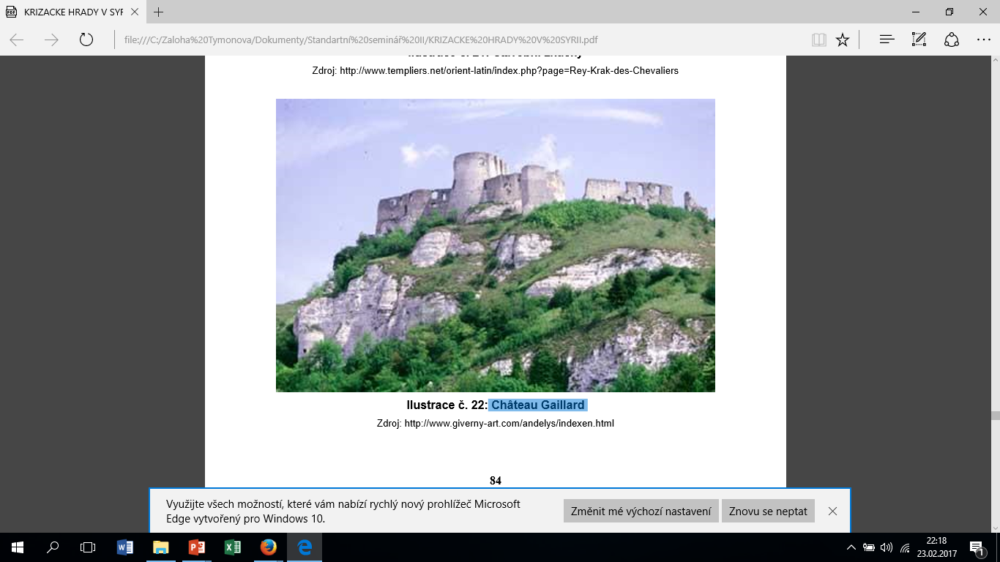 KRIZACKE HRADY V SYR
file:///C:/Zaloha%20Tymonova/Dokumenty/Standartní%20seminář%20II/KRIZACKE%20HRADY%20V%20SYRII.pdf
Zdroj: http://www.templiers.net/orient-latin/index.php?page=Rey-Krak-des-Chevaliers
Ilustrace č. 22: Château Gaillard
Zdroj: http://www.giverny-art.com/andelys/indexen.html
84
Využijte všech možností, které vám nabízí rychlý nový prohlížeč Microsoft
Edge vytvořený pro Windows 10.
Změnit mé výchozí nastavení
Znovu se neptat
22:18
23.02.2017
1